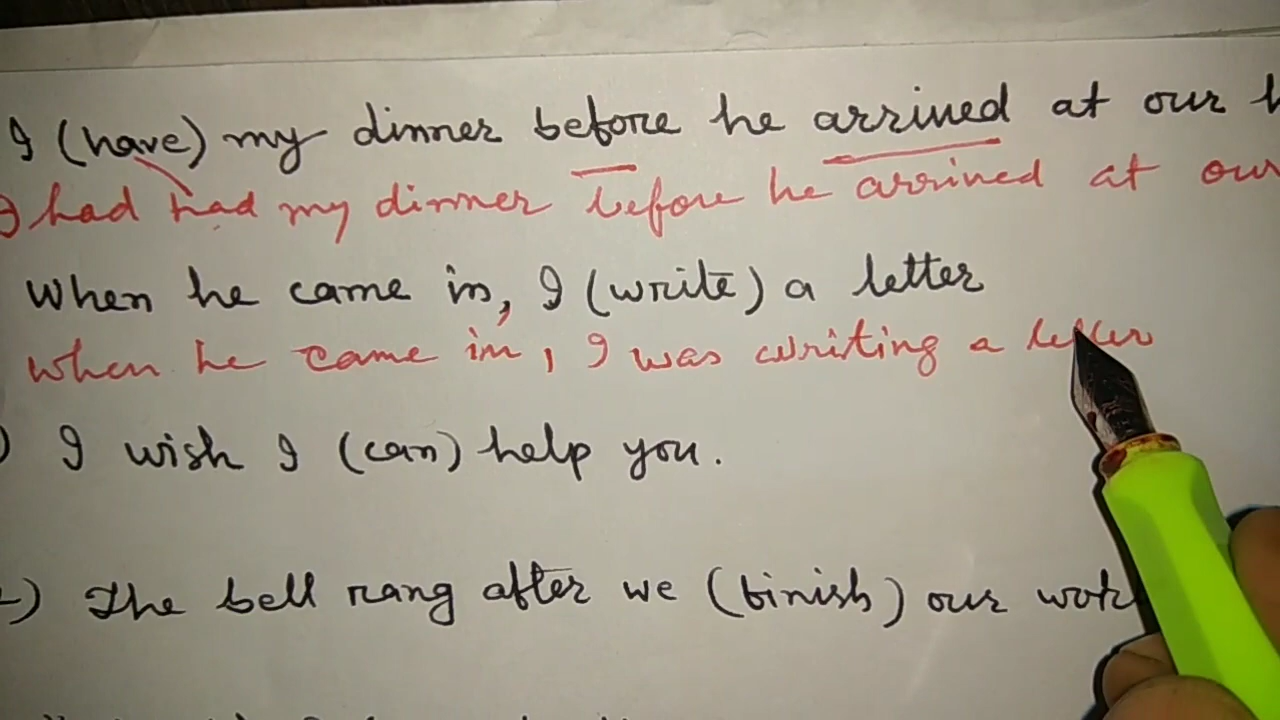 I (have) my dinner before he arrived at our
I had had my dinner before he arrived at our
When he came in, I (write) a letter
When he came in, I was writing a letter
) I wish I (can) help you.
) The bell rang after we (finish) our work